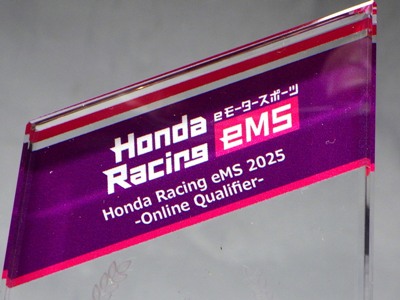 Honda eモータースポーツ
Racing eMS
Honda Racing eMS 2025
-Online Qualifier-